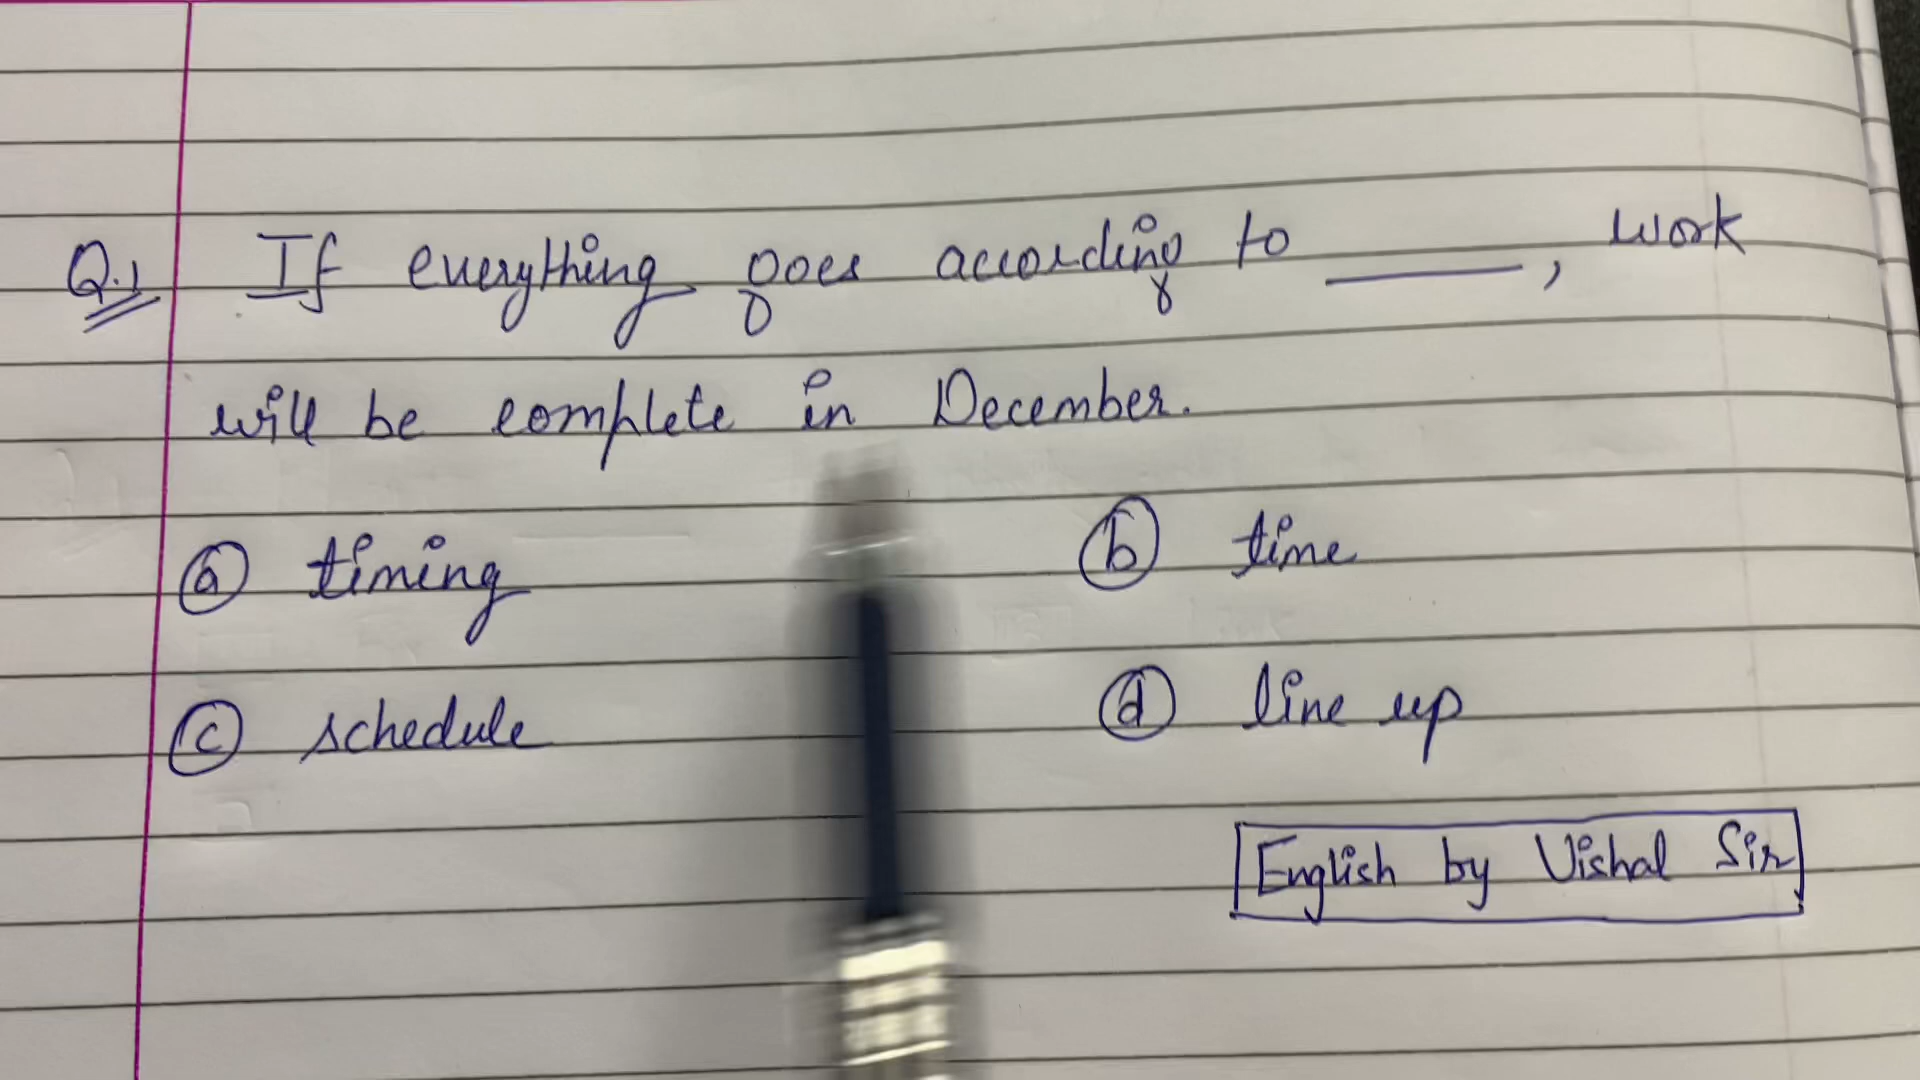 Q.1 If everything goes according to ______, work
will be complete in December.
(a) timing (b) time
(c) schedule (d) line up
English by Vishal Sir